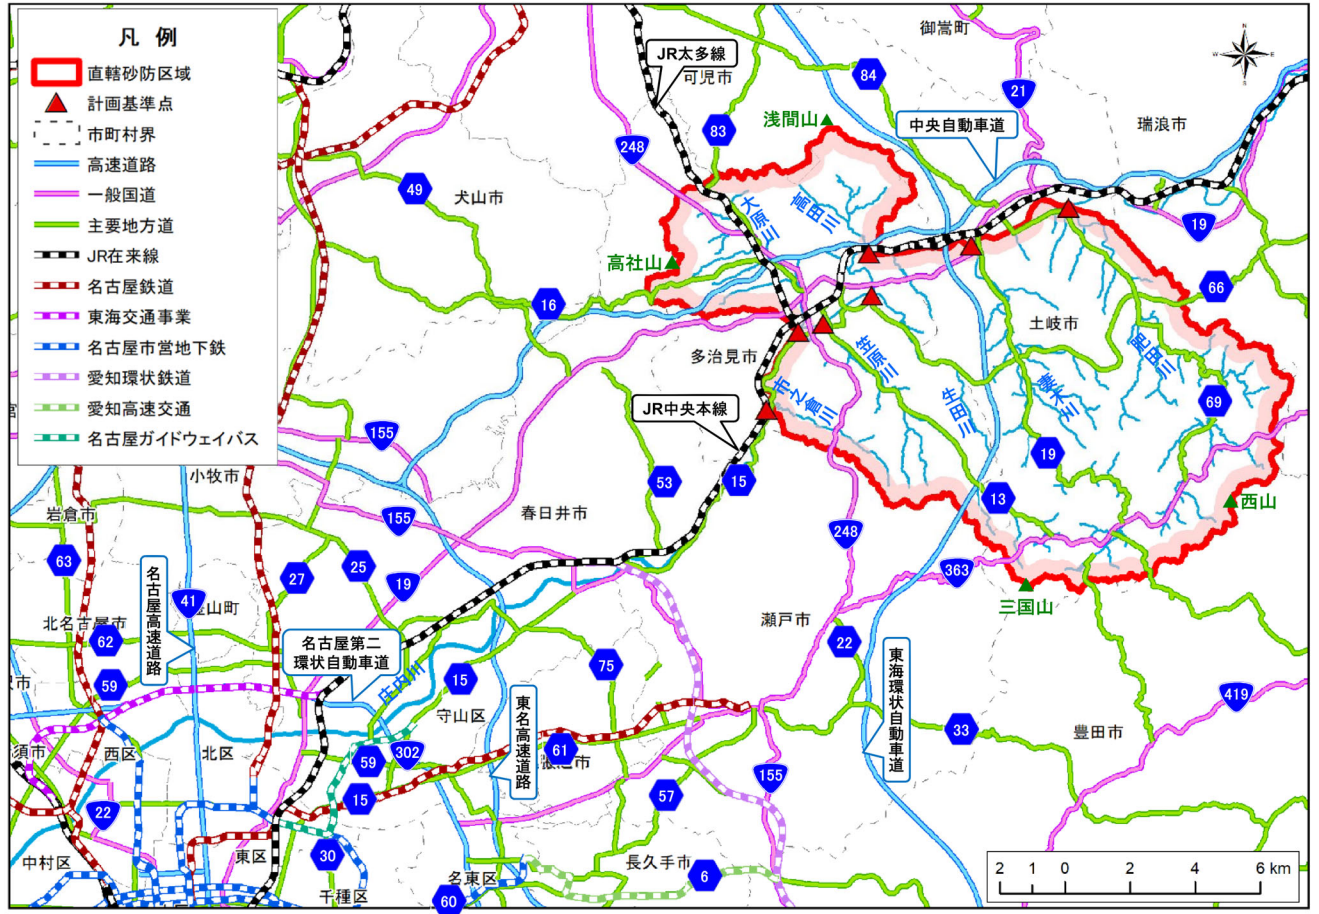 凡 例
直轄砂防区域
計画基準点
市町村界
高速道路
一般国道
主要地方道
JR在来線
名古屋鉄道
東海交通事業
名古屋市営地下鉄
愛知環状鉄道
愛知高速交通
名古屋ガイドウェイバス
御嵩町
N
W
E
S
JR太多線
可児市
84
21
83
浅間山
中央自動車道
瑞浪市
248
49
犬山市
大原川
高田川
19
高社山
16
66
土岐市
多治見市
笠原川
肥田川
市之倉川
生田川
妻木川
69
JR中央本線
155
小牧市
53
15
19
13
西山
岩倉市
春日井市
155
248
63
名古屋高速道路
27
25
19
363
三国山
41
北名古屋市
瀬戸市
62
名古屋第二
環状自動車道
22
59
庄内川
15
75
東海環状自動車道
419
守山区
東名高速道路
須市
西区
北区
59
302
61
33
豊田市
15
57
155
22
中村区
東区
30
千種区
名東区
長久手市
6
60
2
0
2
4
6 km